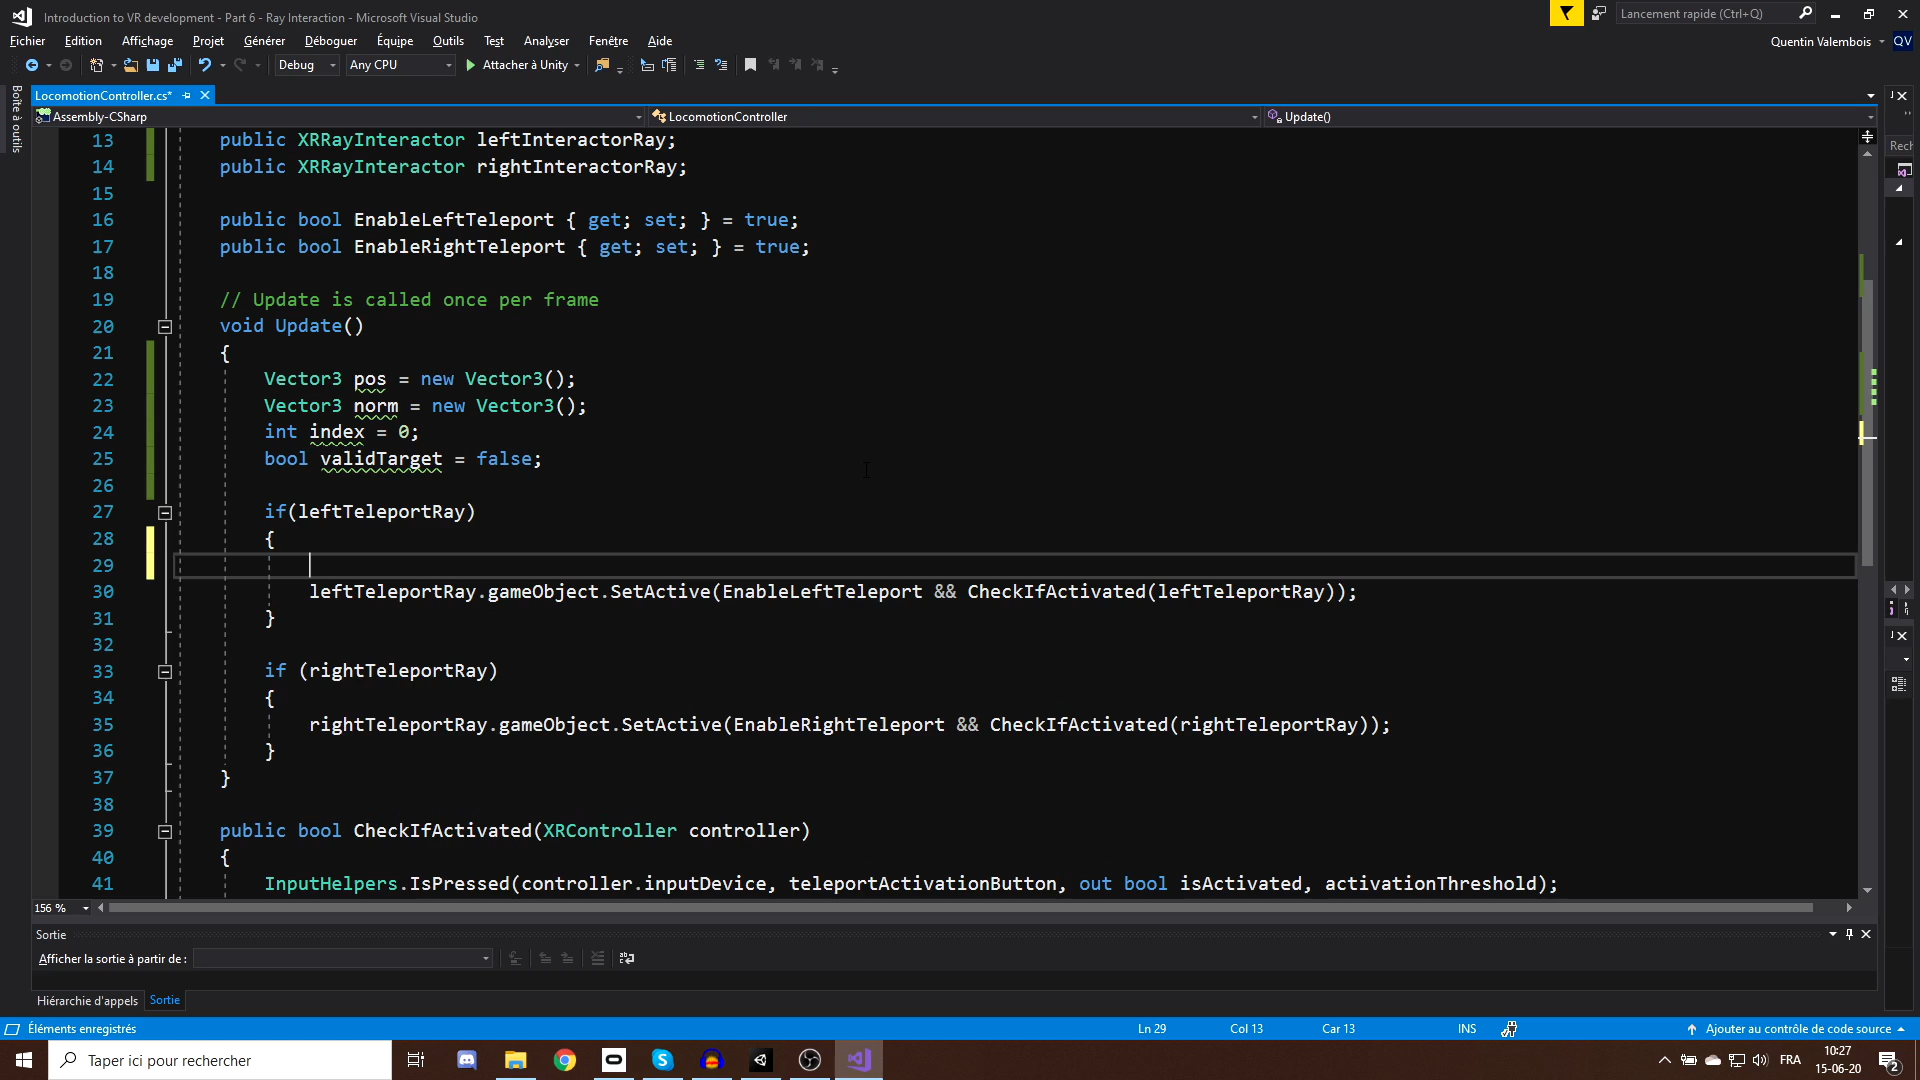 Introduction to VR development - Part 6 - Ray Interaction - Microsoft Visual Studio
Lancement rapide (Ctrl+Q)
Fichier Edition Affichage Projet Générer Déboguer Équipe Outils Test Analyser Fenêtre Aide
Quentin Valembois QV
Debug Any CPU Attacher à Unity
Boîte à outils
LocomotionController.cs*
Assembly-CSharp LocomotionController Update()
Rech
13 public XRRayInteractor leftInteractorRay;
14 public XRRayInteractor rightInteractorRay;
15
16 public bool EnableLeftTeleport { get; set; } = true;
17 public bool EnableRightTeleport { get; set; } = true;
18
19 // Update is called once per frame
20 void Update()
21 {
22 Vector3 pos = new Vector3();
23 Vector3 norm = new Vector3();
24 int index = 0;
25 bool validTarget = false;
26
27 if(leftTeleportRay)
28 {
29
30 leftTeleportRay.gameObject.SetActive(EnableLeftTeleport && CheckIfActivated(leftTeleportRay));
31 }
32
33 if (rightTeleportRay)
34 {
35 rightTeleportRay.gameObject.SetActive(EnableRightTeleport && CheckIfActivated(rightTeleportRay));
36 }
37 }
38
39 public bool CheckIfActivated(XRController controller)
40 {
41 InputHelpers.IsPressed(controller.inputDevice, teleportActivationButton, out bool isActivated, activationThreshold);
156 %
Sortie
Afficher la sortie à partir de :
Hiérarchie d'appels Sortie
Éléments enregistrés Ln 29 Col 13 Car 13 INS Ajouter au contrôle de code source
Taper ici pour rechercher
FRA
10:27
15-06-20
2